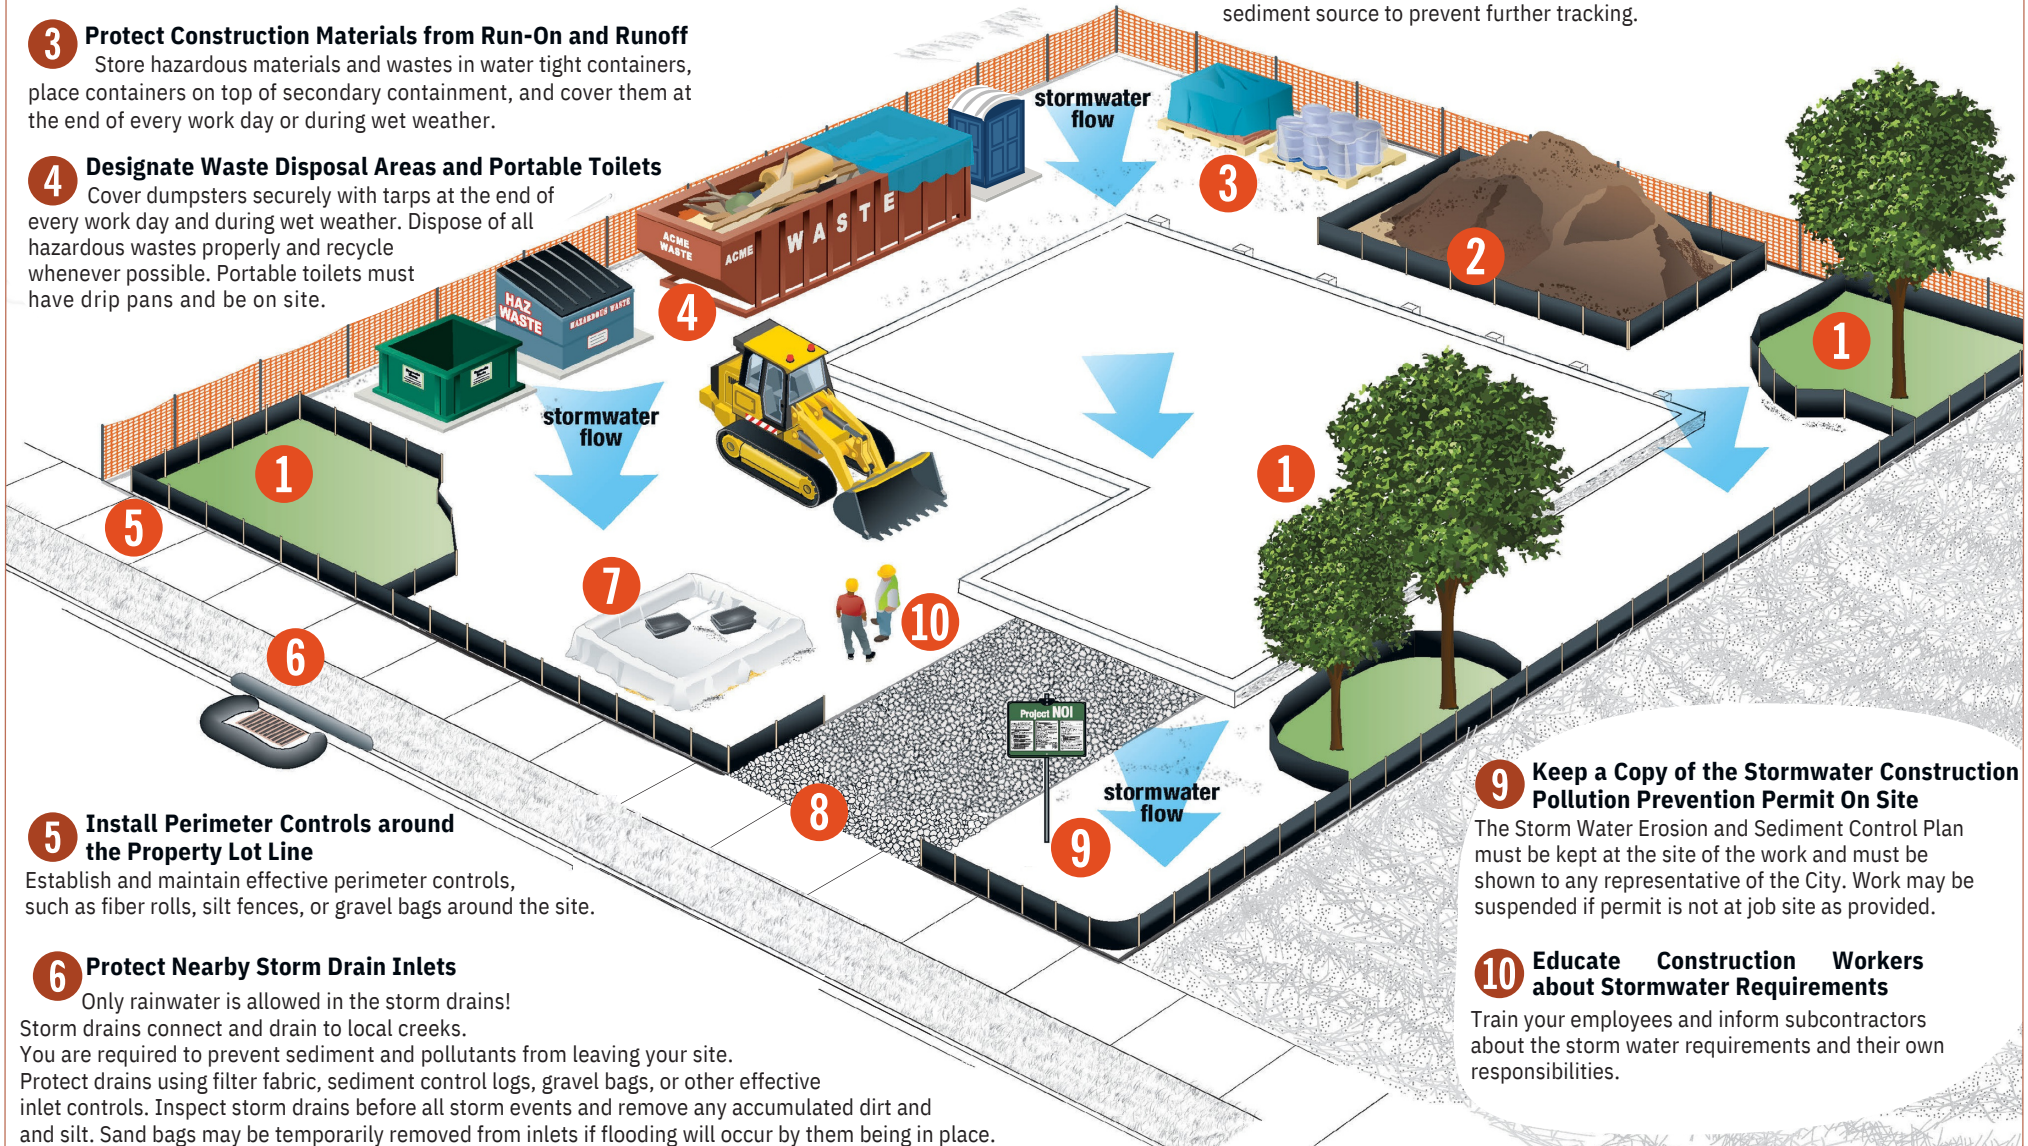 sediment source to prevent further tracking.
3 Protect Construction Materials from Run-On and Runoff
Store hazardous materials and wastes in water tight containers,
place containers on top of secondary containment, and cover them at
the end of every work day or during wet weather.
4 Designate Waste Disposal Areas and Portable Toilets
Cover dumpsters securely with tarps at the end of
every work day and during wet weather. Dispose of all
hazardous wastes properly and recycle
whenever possible. Portable toilets must
have drip pans and be on site.
stormwater
flow
3
2
1
ACME
WASTE
ACME
WASTE
4
HAZ
WASTE
HAZARDOUS WASTE
stormwater
flow
1
1
5
7
10
6
Project NOI
8
stormwater
flow
9
5 Install Perimeter Controls around
the Property Lot Line
Establish and maintain effective perimeter controls,
such as fiber rolls, silt fences, or gravel bags around the site.
6 Protect Nearby Storm Drain Inlets
Only rainwater is allowed in the storm drains!
Storm drains connect and drain to local creeks.
You are required to prevent sediment and pollutants from leaving your site.
Protect drains using filter fabric, sediment control logs, gravel bags, or other effective
inlet controls. Inspect storm drains before all storm events and remove any accumulated dirt and
and silt. Sand bags may be temporarily removed from inlets if flooding will occur by them being in place.
9 Keep a Copy of the Stormwater Construction
Pollution Prevention Permit On Site
The Storm Water Erosion and Sediment Control Plan
must be kept at the site of the work and must be
shown to any representative of the City. Work may be
suspended if permit is not at job site as provided.
10 Educate Construction Workers
about Stormwater Requirements
Train your employees and inform subcontractors
about the storm water requirements and their own
responsibilities.